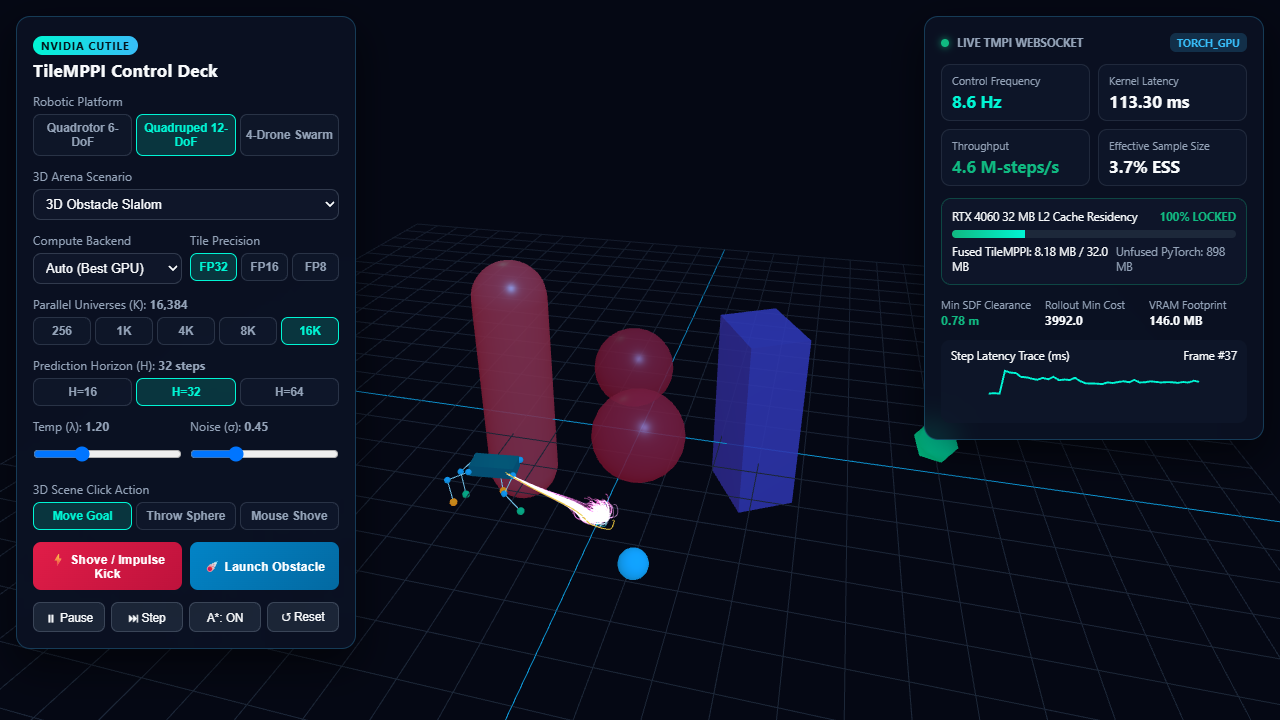 NVIDIA CUTILE
TileMPPI Control Deck
Robotic Platform
Quadrotor 6-
DoF
Quadruped 12-
DoF
4-Drone Swarm
3D Arena Scenario
3D Obstacle Slalom
Compute Backend
Tile Precision
Auto (Best GPU)
FP32
FP16
FP8
Parallel Universes (K): 16,384
256
1K
4K
8K
16K
Prediction Horizon (H): 32 steps
H=16
H=32
H=64
Temp (λ): 1.20
Noise (σ): 0.45
3D Scene Click Action
Move Goal
Throw Sphere
Mouse Shove
⚡ Shove / Impulse
Kick
☄️ Launch Obstacle
⏸ Pause
⏭ Step
A*: ON
↺ Reset
LIVE TMPI WEBSOCKET
TORCH_GPU
Control Frequency
8.6 Hz
Kernel Latency
113.30 ms
Throughput
4.6 M-steps/s
Effective Sample Size
3.7% ESS
RTX 4060 32 MB L2 Cache Residency
100% LOCKED
Fused TileMPPI: 8.18 MB / 32.0
MB
Unfused PyTorch: 898
MB
Min SDF Clearance
0.78 m
Rollout Min Cost
3992.0
VRAM Footprint
146.0 MB
Step Latency Trace (ms)
Frame #37